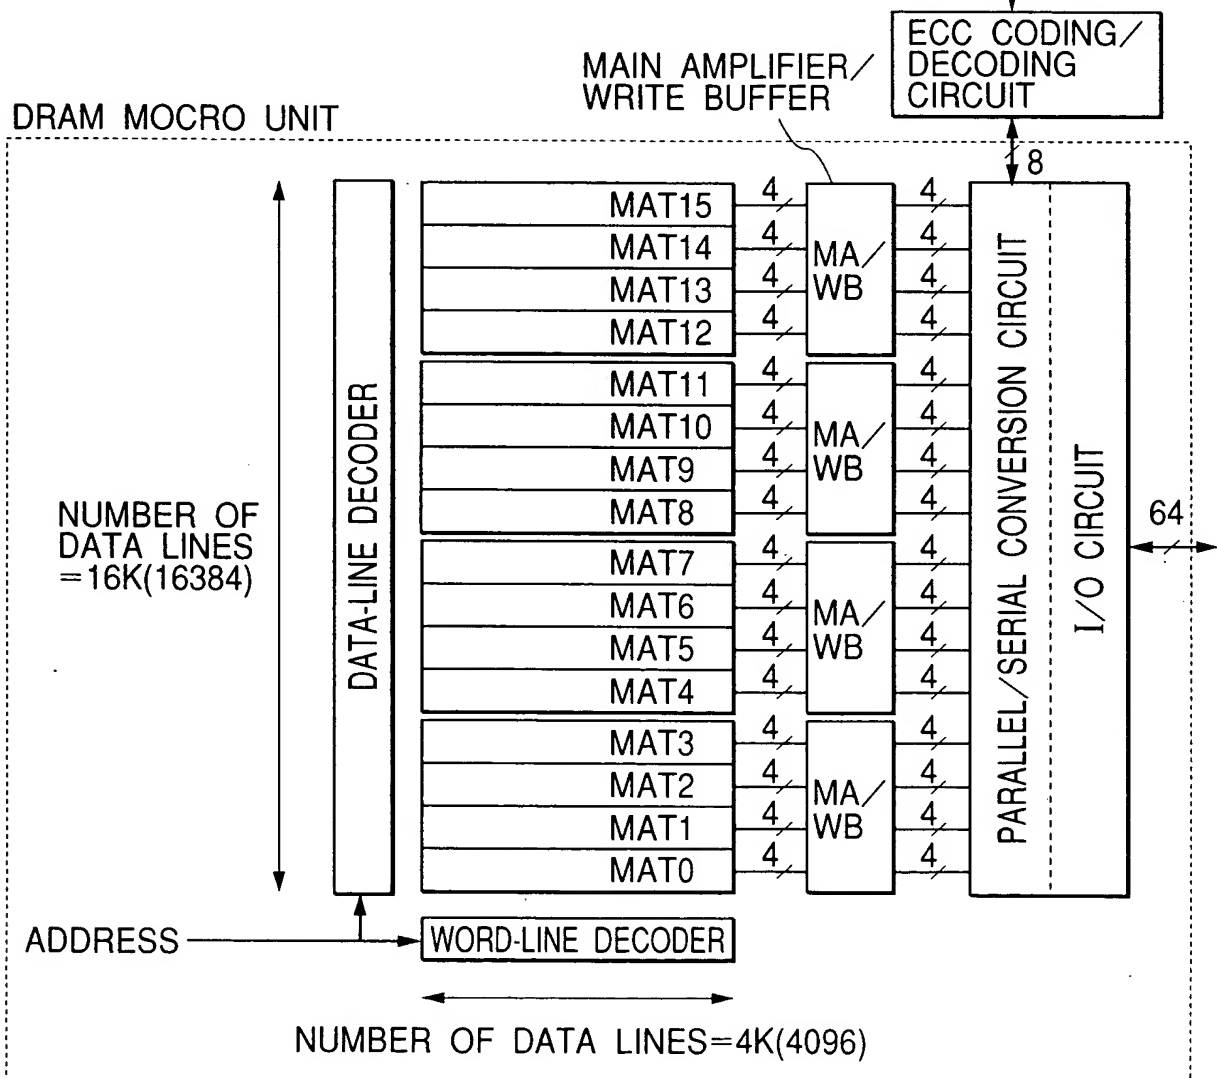 ECC CODING/
DECODING
CIRCUIT
MAIN AMPLIFIER/
WRITE BUFFER
DRAM MOCRO UNIT
8
MAT15 4 4
MAT14 4 4
MAT13 4 4
MAT12 4 4
MA/
WB
MAT11 4 4
MAT10 4 4
MAT9 4 4
MAT8 4 4
MA/
WB
MAT7 4 4
MAT6 4 4
MAT5 4 4
MAT4 4 4
MA/
WB
MAT3 4 4
MAT2 4 4
MAT1 4 4
MAT0 4 4
MA/
WB
DATA-LINE DECODER
PARALLEL/SERIAL CONVERSION CIRCUIT
I/O CIRCUIT
64
NUMBER OF
DATA LINES
=16K(16384)
ADDRESS
WORD-LINE DECODER
NUMBER OF DATA LINES=4K(4096)